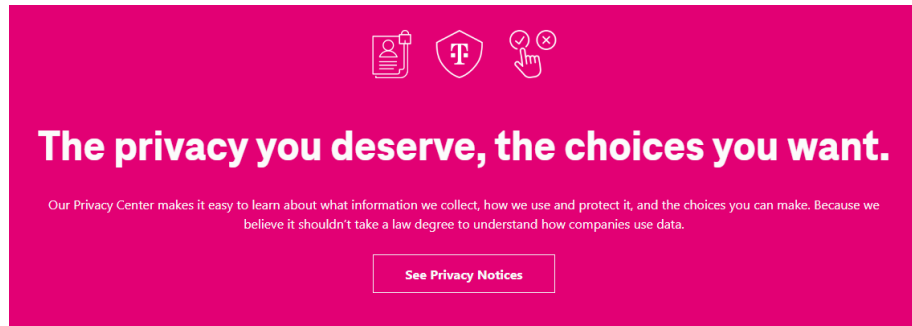 T
The privacy you deserve, the choices you want.
Our Privacy Center makes it easy to learn about what information we collect, how we use and protect it, and the choices you can make. Because we
believe it shouldn't take a law degree to understand how companies use data.
See Privacy Notices